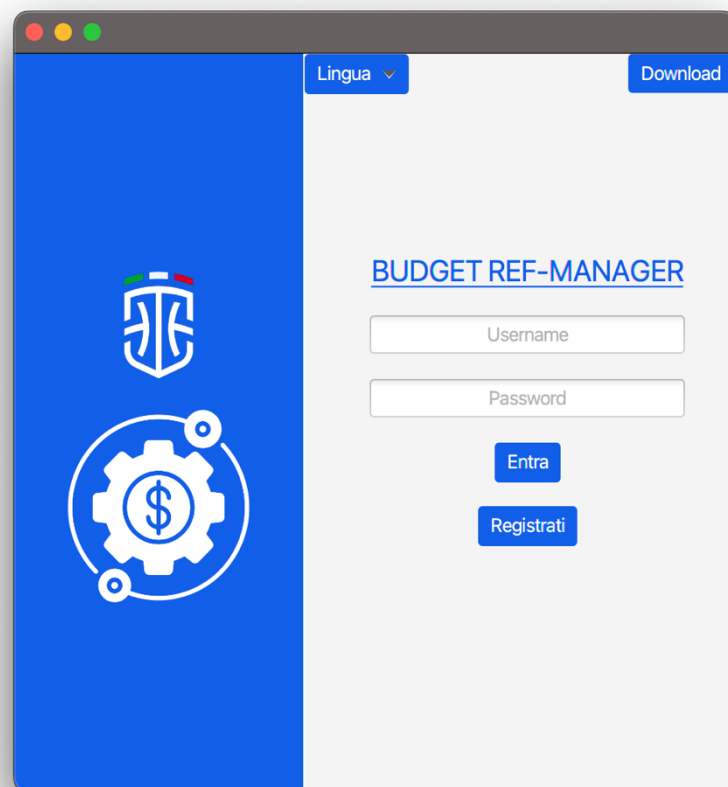 Lingua
Download
BUDGET REF-MANAGER
Username
Password
Entra
Registrati